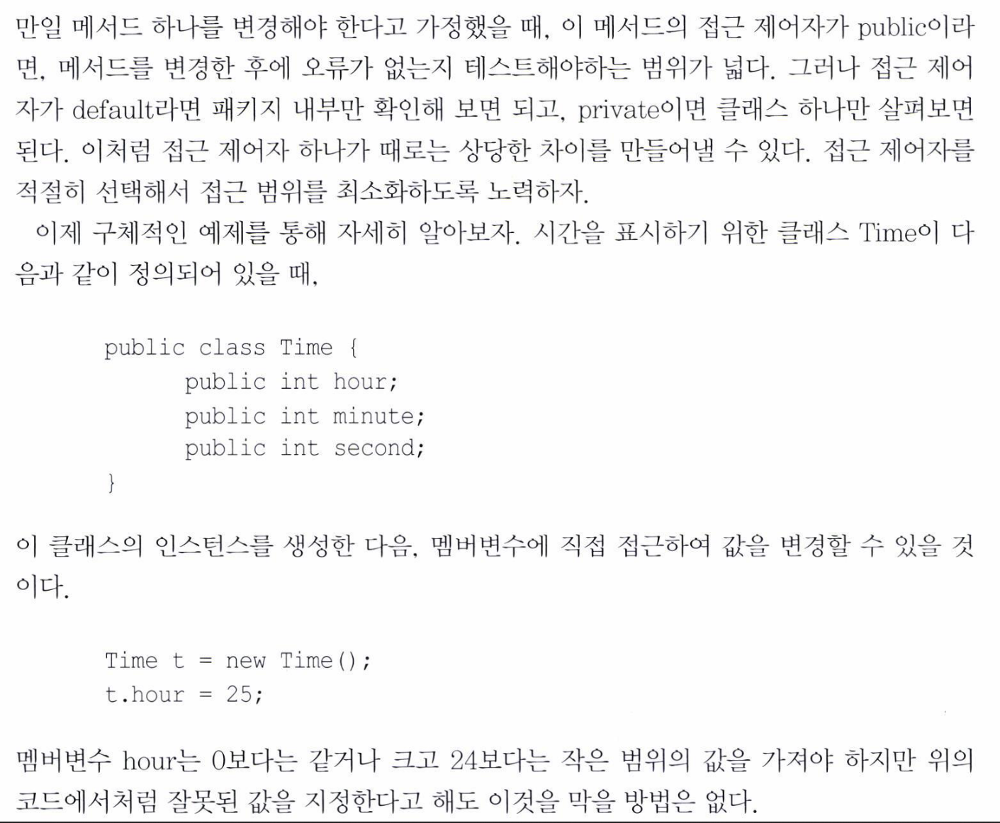 만일 메서드 하나를 변경해야 한다고 가정했을 때, 이 메서드의 접근 제어자가 public이라
면, 메서드를 변경한 후에 오류가 없는지 테스트해야하는 범위가 넓다. 그러나 접근 제어
자가 default라면 패키지 내부만 확인해 보면 되고, private이면 클래스 하나만 살펴보면
된다. 이처럼 접근 제어자 하나가 때로는 상당한 차이를 만들어낼 수 있다. 접근 제어자를
적절히 선택해서 접근 범위를 최소화하도록 노력하자.
이제 구체적인 예제를 통해 자세히 알아보자. 시간을 표시하기 위한 클래스 Time이 다
음과 같이 정의되어 있을 때,
public class Time {
public int hour;
public int minute;
public int second;
}
이 클래스의 인스턴스를 생성한 다음, 멤버변수에 직접 접근하여 값을 변경할 수 있을 것
이다.
Time t = new Time();
t.hour = 25;
멤버변수 hour는 0보다는 같거나 크고 24보다는 작은 범위의 값을 가져야 하지만 위의
코드에서처럼 잘못된 값을 지정한다고 해도 이것을 막을 방법은 없다.